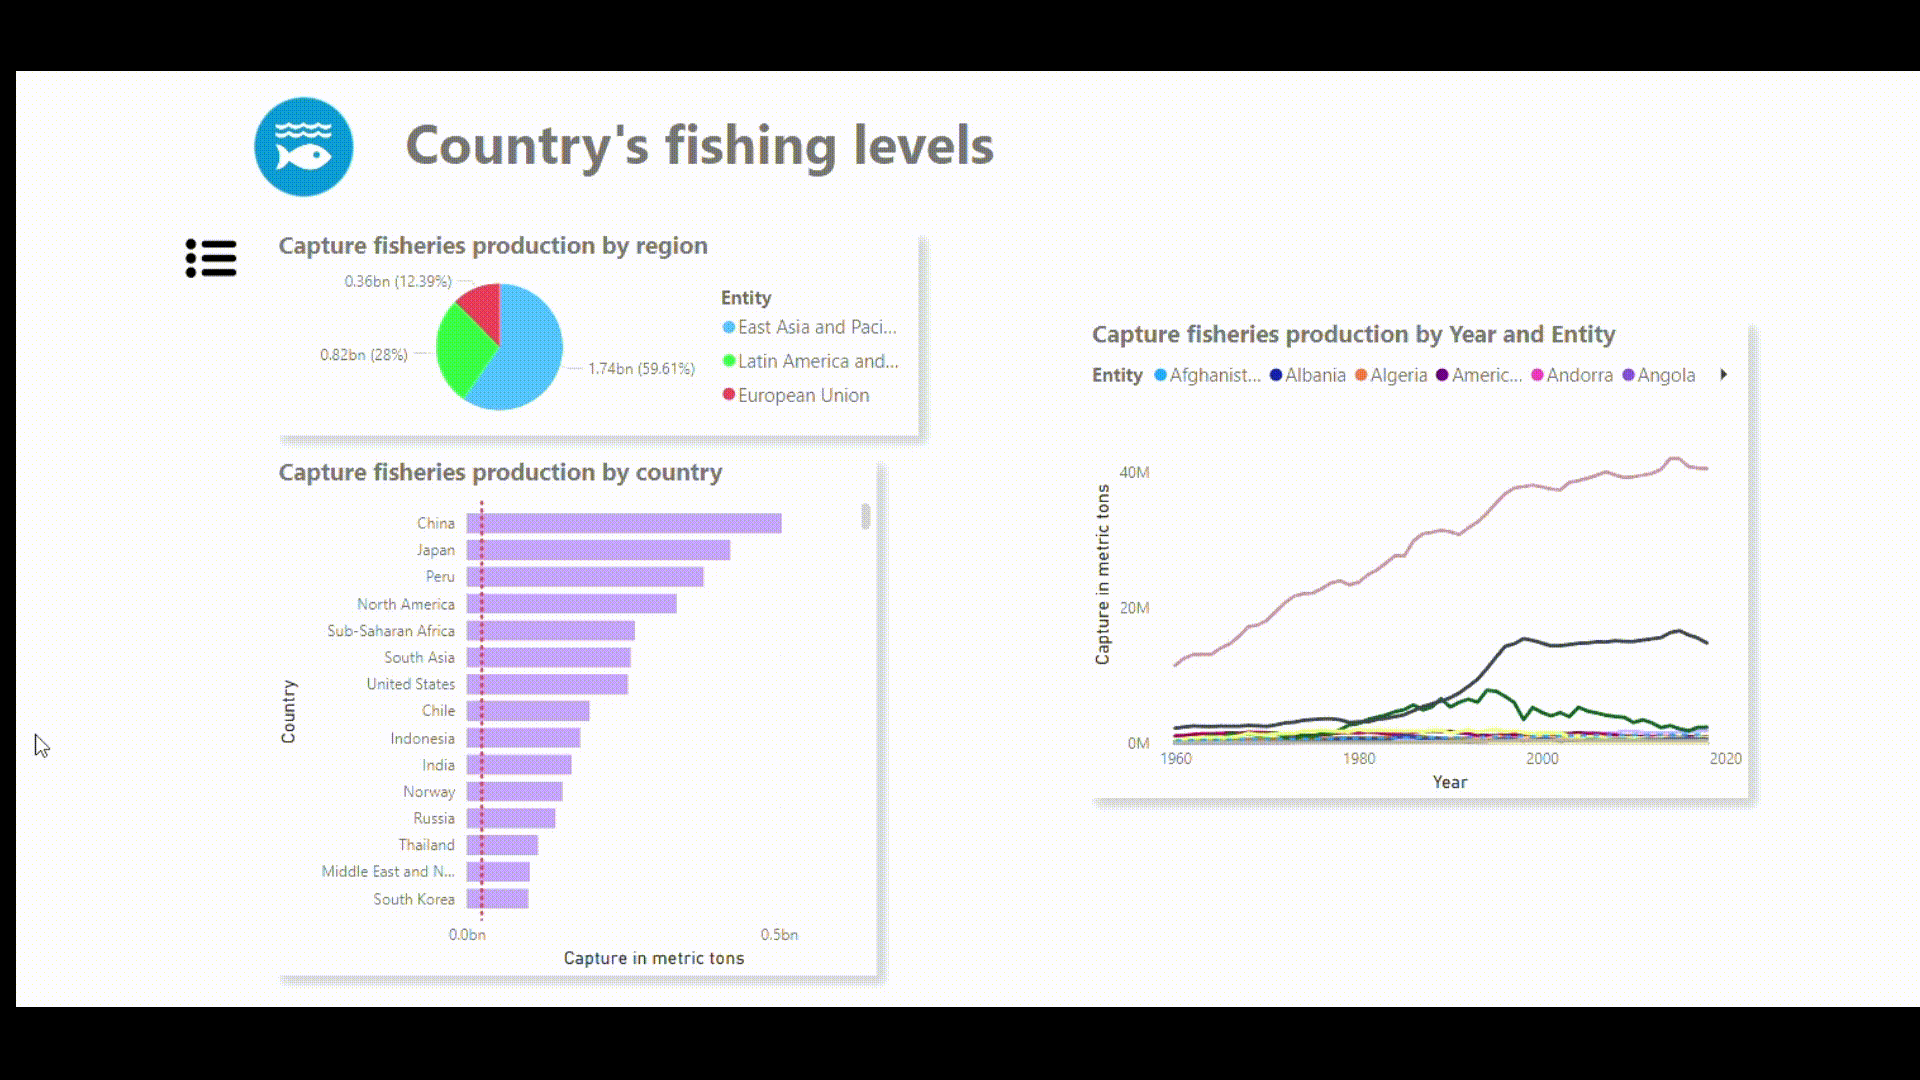 Country's fishing levels
Capture fisheries production by region
0.36bn (12.39%)
0.82bn (28%)
1.74bn (59.61%)
Entity
East Asia and Paci...
Latin America and...
European Union
Capture fisheries production by country
China
Japan
Peru
North America
Sub-Saharan Africa
South Asia
United States
Chile
Indonesia
India
Norway
Russia
Thailand
Middle East and N...
South Korea
Country
0.0bn 0.5bn
Capture in metric tons
Capture fisheries production by Year and Entity
Entity Afghanist... Albania Algeria Americ... Andorra Angola
40M
20M
0M
Capture in metric tons
1960 1980 2000 2020
Year